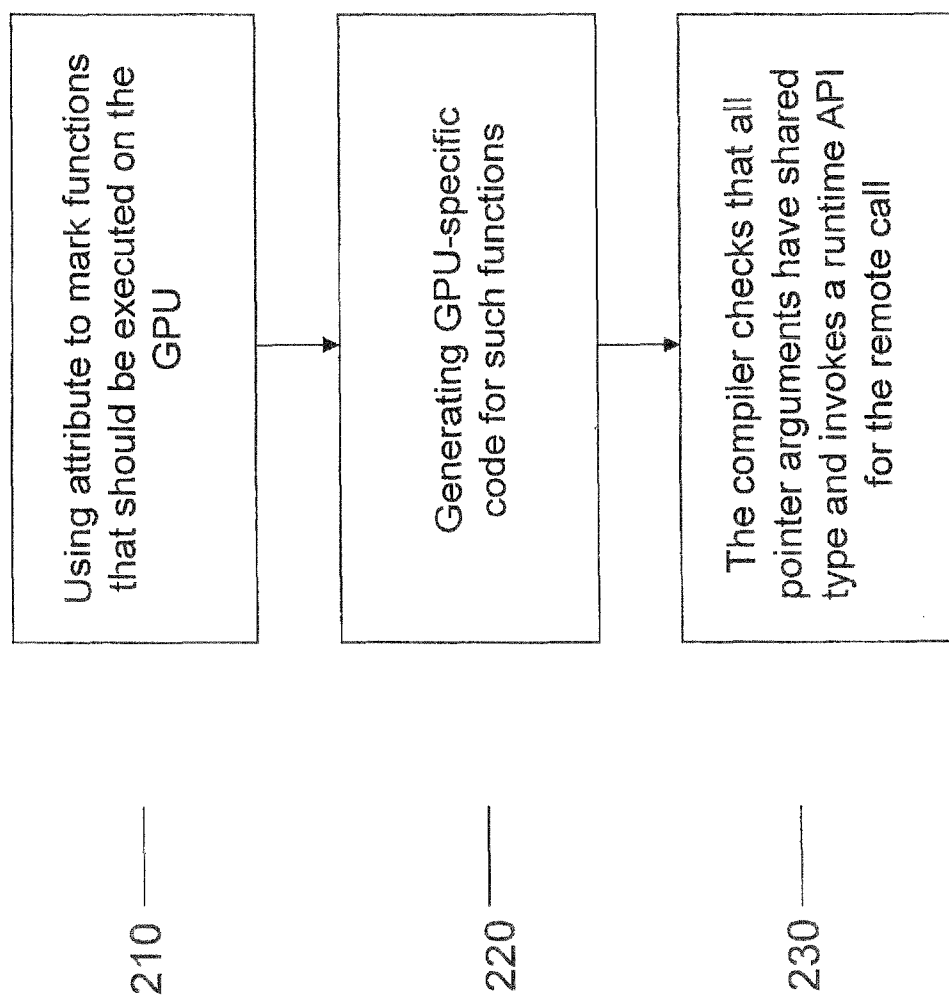 210
Using attribute to mark functions
that should be executed on the
GPU
220
Generating GPU-specific
code for such functions
230
The compiler checks that all
pointer arguments have shared
type and invokes a runtime API
for the remote call